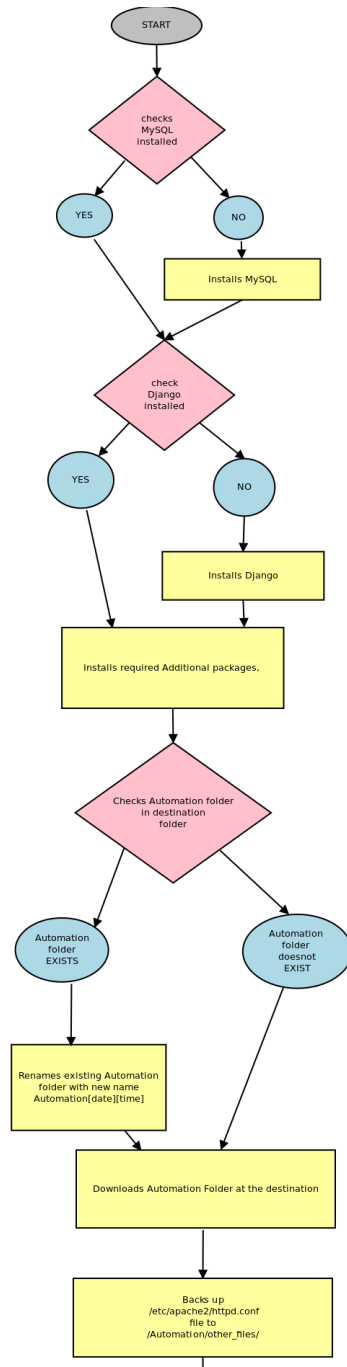 START
checks
MySQL
installed
YES
NO
Installs MySQL
check
Django
installed
YES
NO
Installs Django
Installs required Additional packages,
Checks Automation folder
in destination
folder
Automation
folder
EXISTS
Automation
folder
doesnot
EXIST
Renames existing Automation
folder with new name
Automation[date][time]
Downloads Automation Folder at the destination
Backs up
/etc/apache2/httpd.conf
file to
/Automation/other_files/